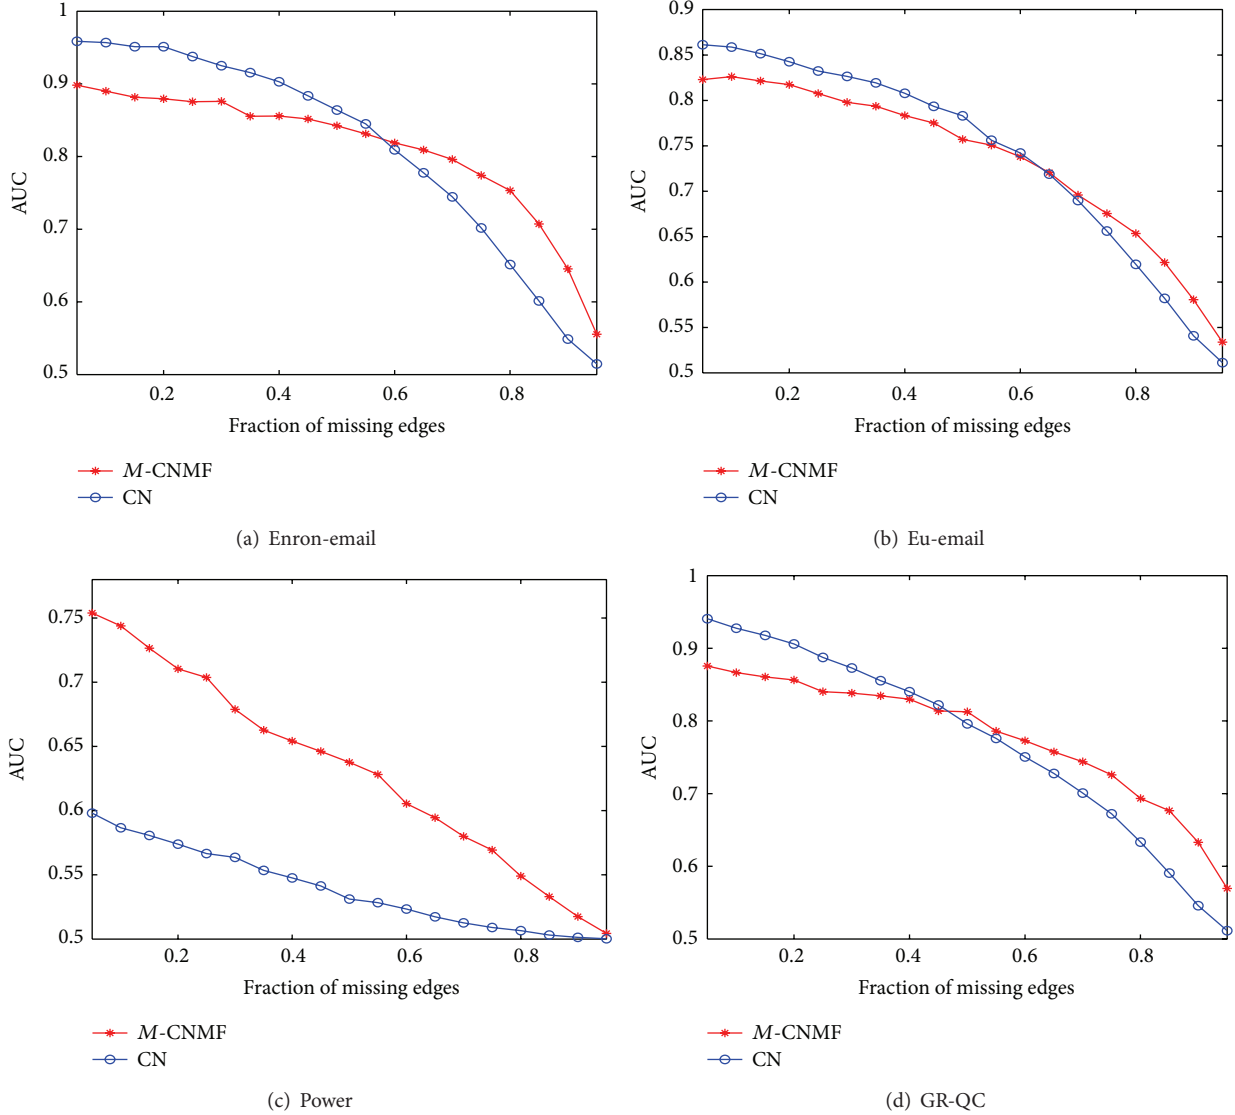 1
0.9
0.8
0.7
0.6
0.5
AUC
0.2 0.4 0.6 0.8
Fraction of missing edges
M-CNMF
CN
(a) Enron-email
0.9
0.85
0.8
0.75
0.7
0.65
0.6
0.55
0.5
AUC
0.2 0.4 0.6 0.8
Fraction of missing edges
M-CNMF
CN
(b) Eu-email
0.75
0.7
0.65
0.6
0.55
0.5
AUC
0.2 0.4 0.6 0.8
Fraction of missing edges
M-CNMF
CN
(c) Power
1
0.9
0.8
0.7
0.6
0.5
AUC
0.2 0.4 0.6 0.8
Fraction of missing edges
M-CNMF
CN
(d) GR-QC